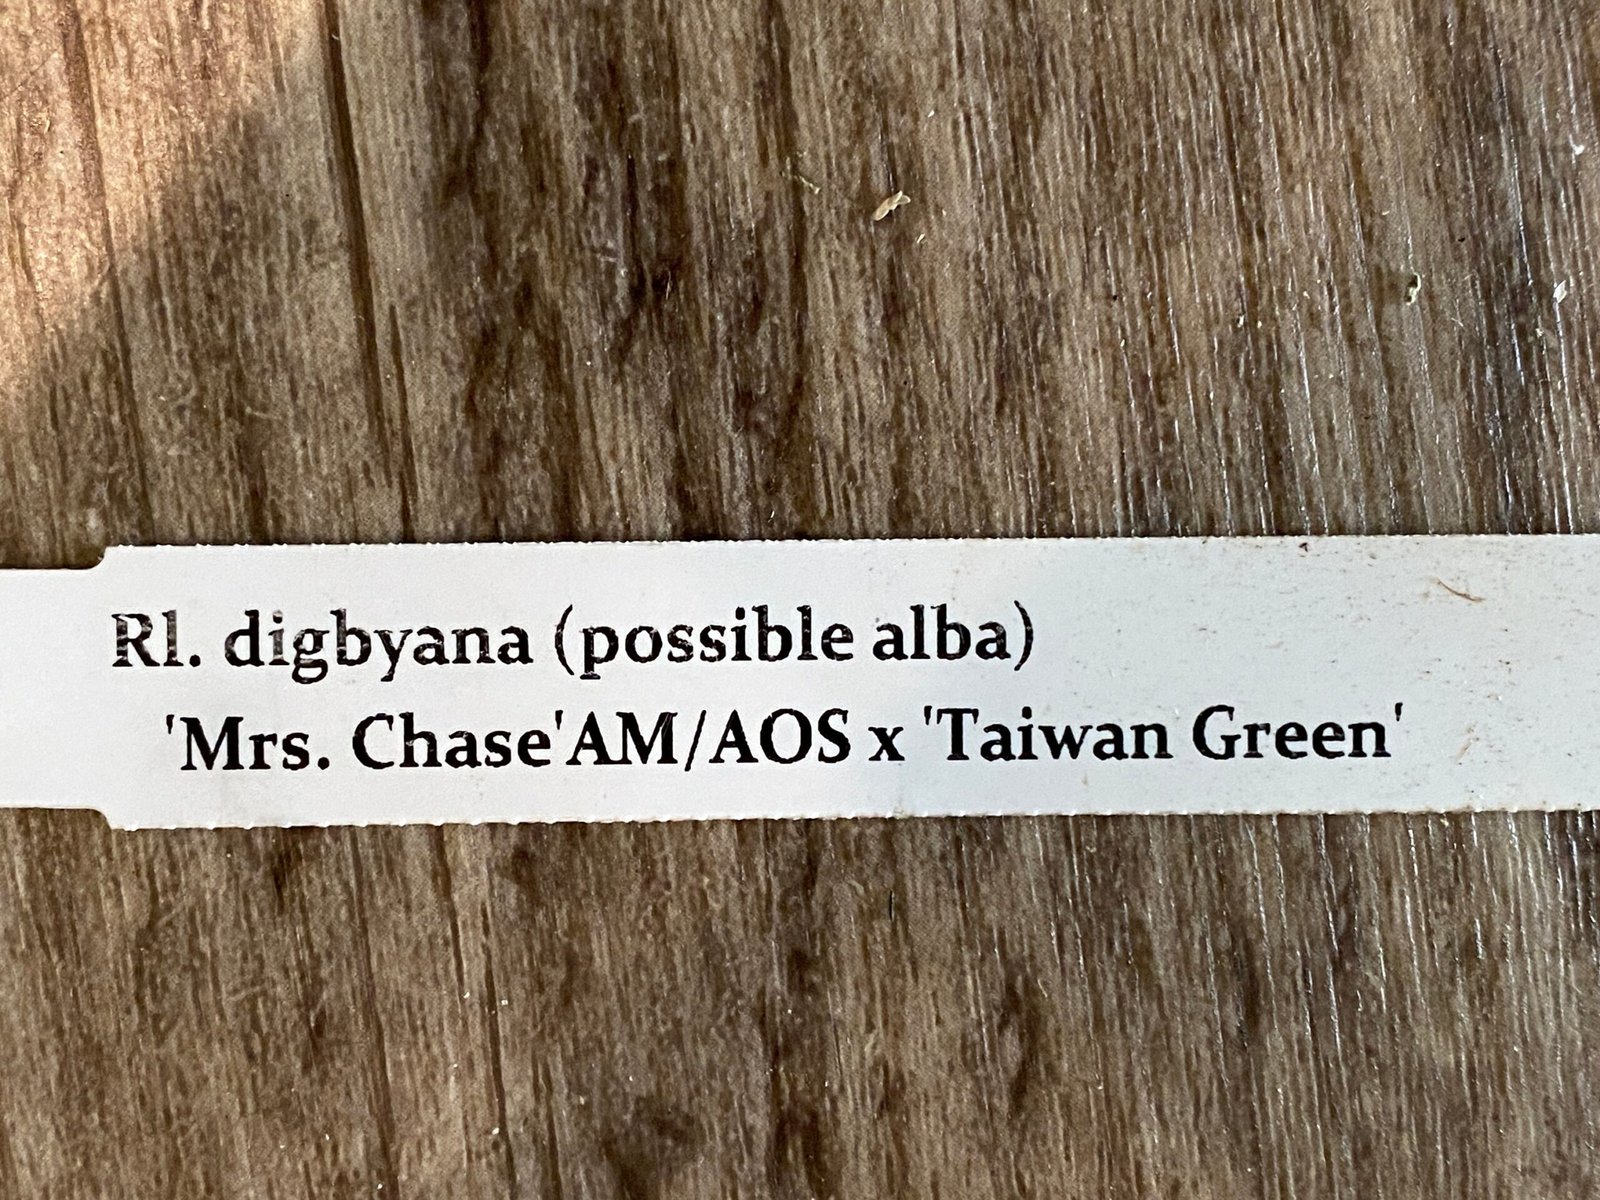 Rl. digbyana (possible alba)
'Mrs. Chase'AM/AOS x 'Taiwan Green'